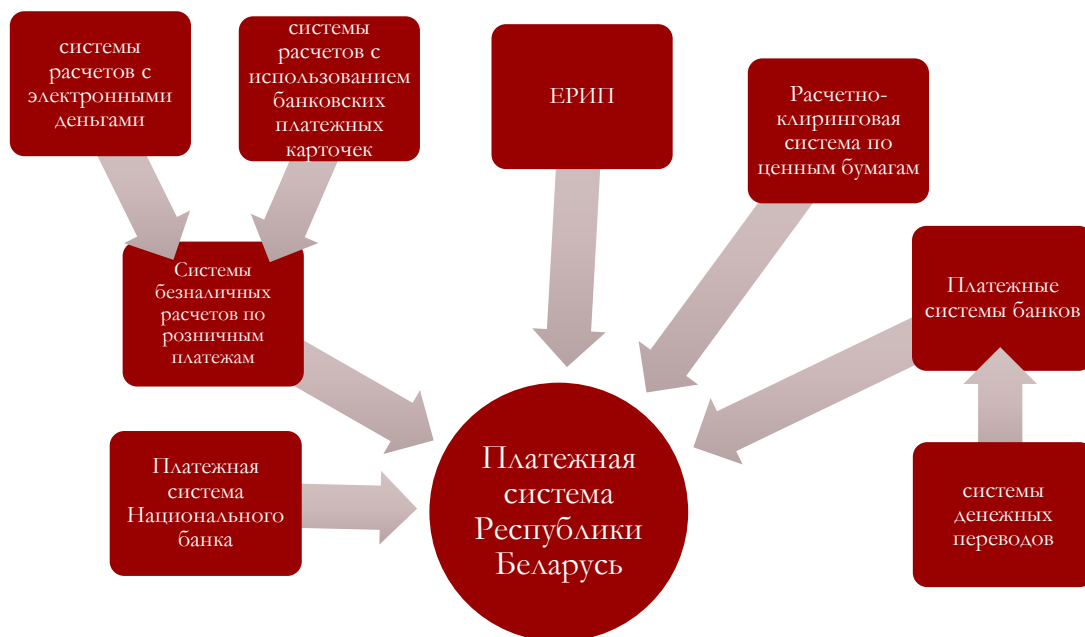 системы
расчетов с
электронными
деньгами
системы
расчетов с
использованием
банковских
платежных
карточек
ЕРИП
Расчетно-
клиринговая
система по
ценным бумагам
Системы
безналичных
расчетов по
розничным
платежам
Платежные
системы банков
Платежная
система
Национального
банка
Платежная
система
Республики
Беларусь
системы
денежных
переводов